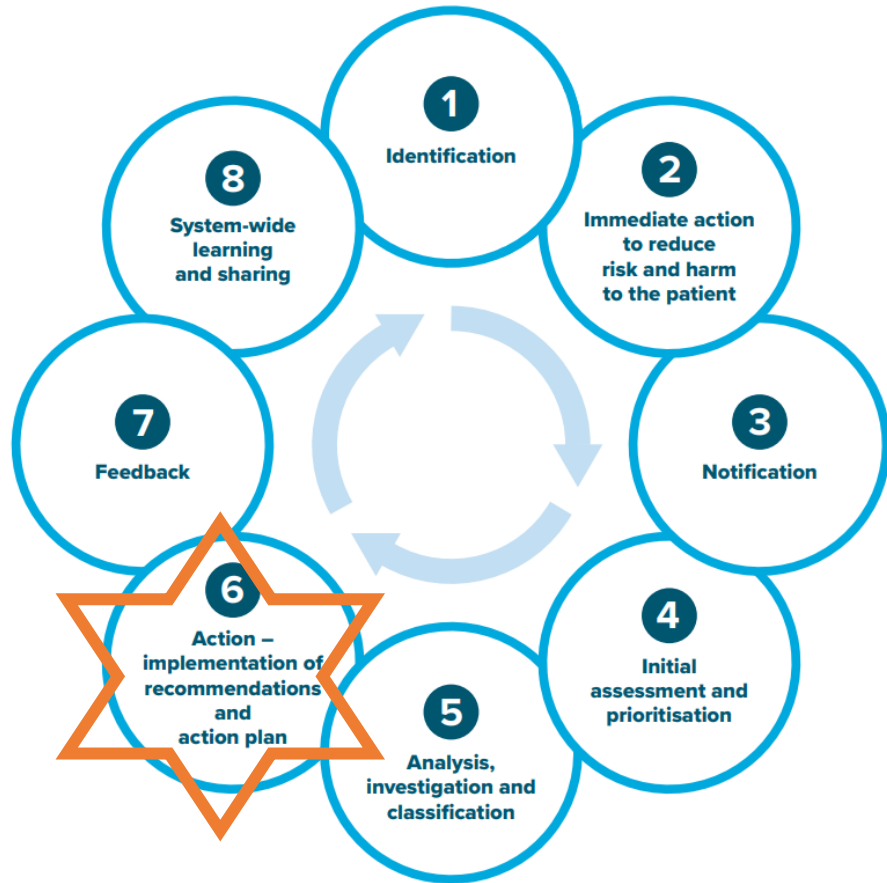 1
Identification
2
Immediate action
to reduce
risk and harm
to the patient
3
Notification
4
Initial
assessment and
prioritisation
5
Analysis,
investigation and
classification
6
Action –
implementation of
recommendations
and
action plan
7
Feedback
8
System-wide
learning
and sharing